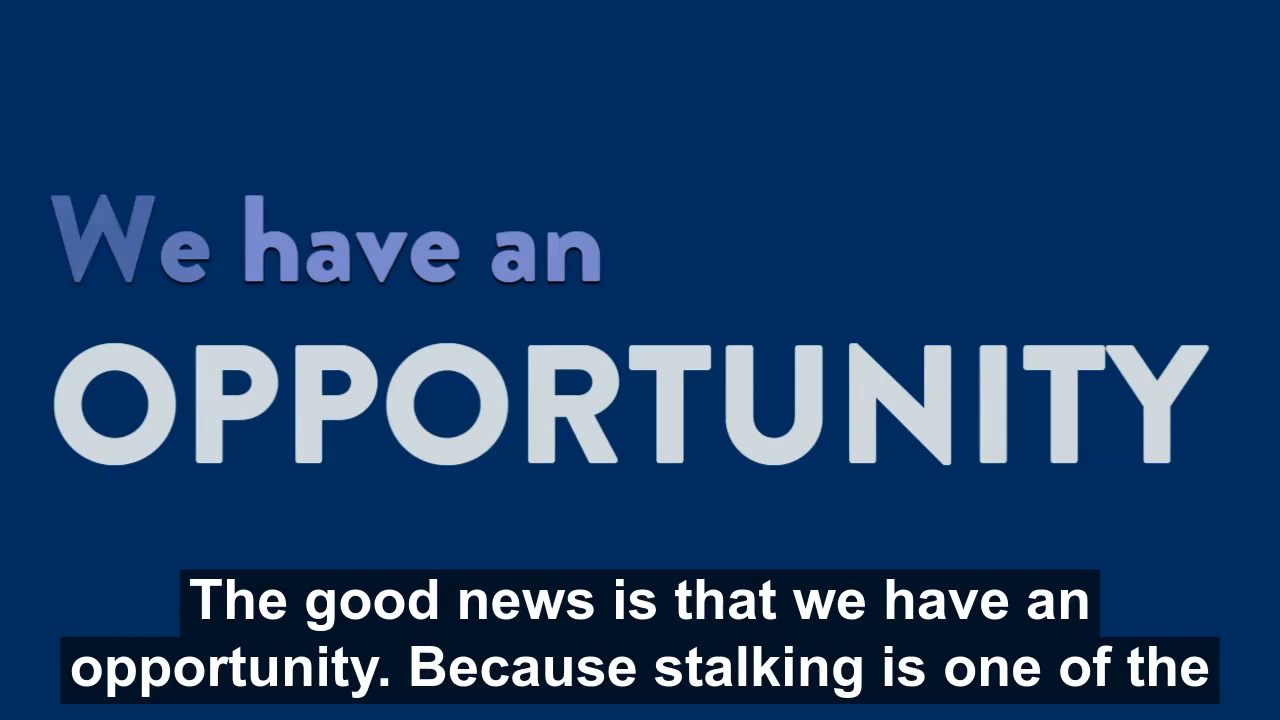 We have an
OPPORTUNITY
The good news is that we have an
opportunity. Because stalking is one of the